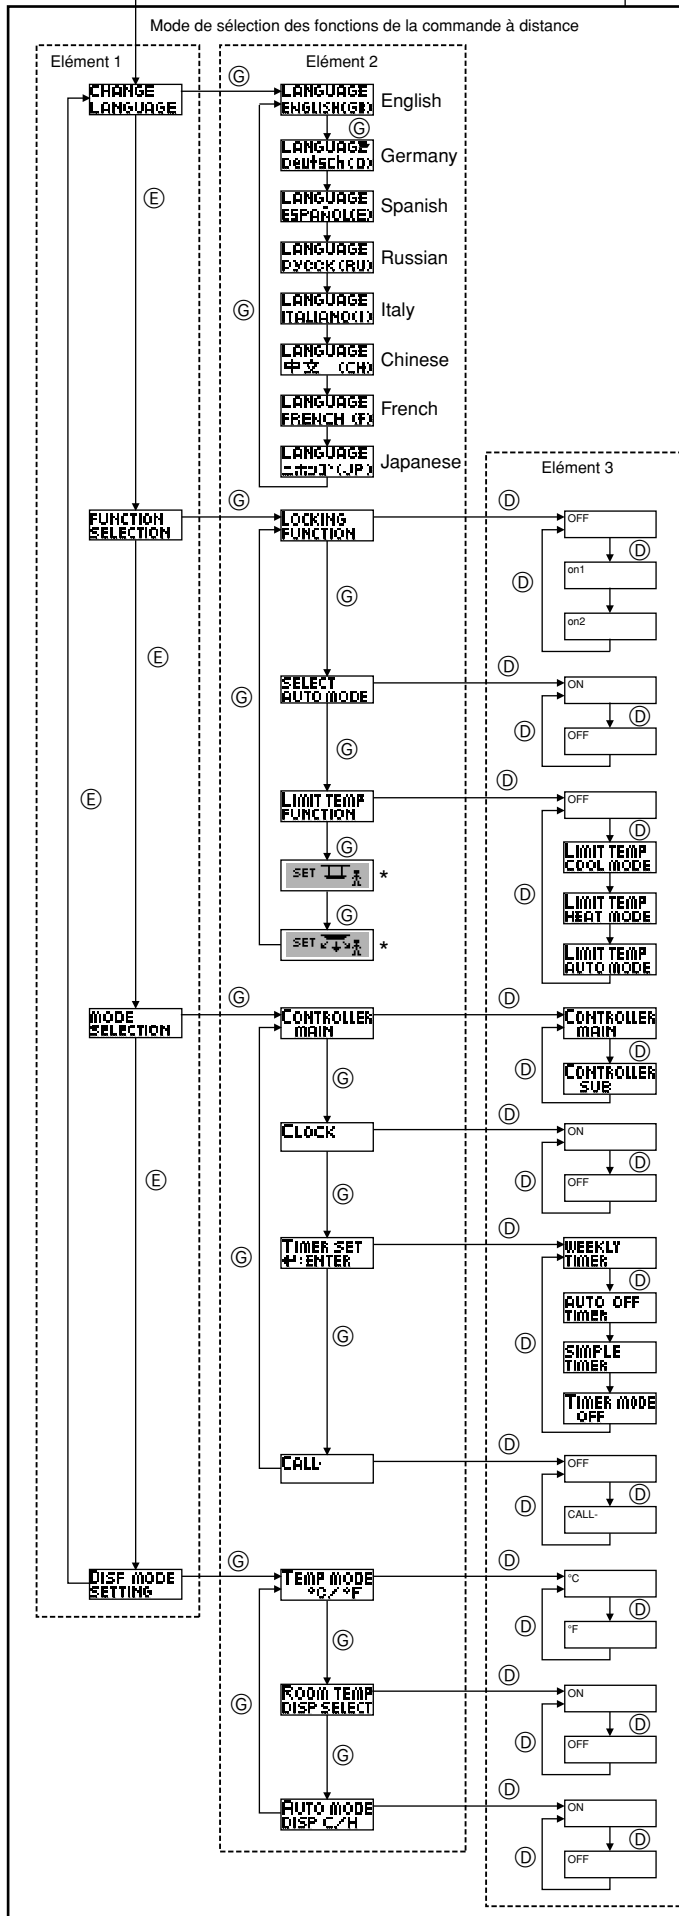 Mode de sélection des fonctions de la commande à distance
Elément 1
Elément 2
CHANGE
LANGUAGE
G
LANGUAGE
ENGLISH(GB)
English
G
LANGUAGE
Deutsch(D)
Germany
E
LANGUAGE
ESPAÑOL(E)
Spanish
LANGUAGE
РУССК(RU)
Russian
G
LANGUAGE
ITALIANO(I)
Italy
LANGUAGE
中文 (CH)
Chinese
LANGUAGE
FRENCH (F)
French
LANGUAGE
ニホンゴ(JP)
Japanese
Elément 3
FUNCTION
SELECTION
G
LOCKING
FUNCTION
D
OFF
D
on1
D
on2
G
E
SELECT
AUTO MODE
D
ON
D
OFF
D
G
G
LIMIT TEMP
FUNCTION
D
OFF
D
E
LIMIT TEMP
COOL MODE
G
SET
*
D
LIMIT TEMP
HEAT MODE
G
SET
*
LIMIT TEMP
AUTO MODE
MODE
SELECTION
G
CONTROLLER
MAIN
D
CONTROLLER
MAIN
D
CONTROLLER
SUB
D
G
CLOCK
D
ON
D
OFF
D
E
G
TIMER SET
↵:ENTER
D
WEEKLY
TIMER
G
D
AUTO OFF
TIMER
G
D
SIMPLE
TIMER
TIMER MODE
OFF
CALL-
D
OFF
D
CALL-
D
DISP MODE
SETTING
G
TEMP MODE
°C/°F
D
°C
D
°F
D
G
ROOM TEMP
DISP SELECT
D
ON
G
D
OFF
D
G
AUTO MODE
DISP C/H
D
ON
D
OFF
D